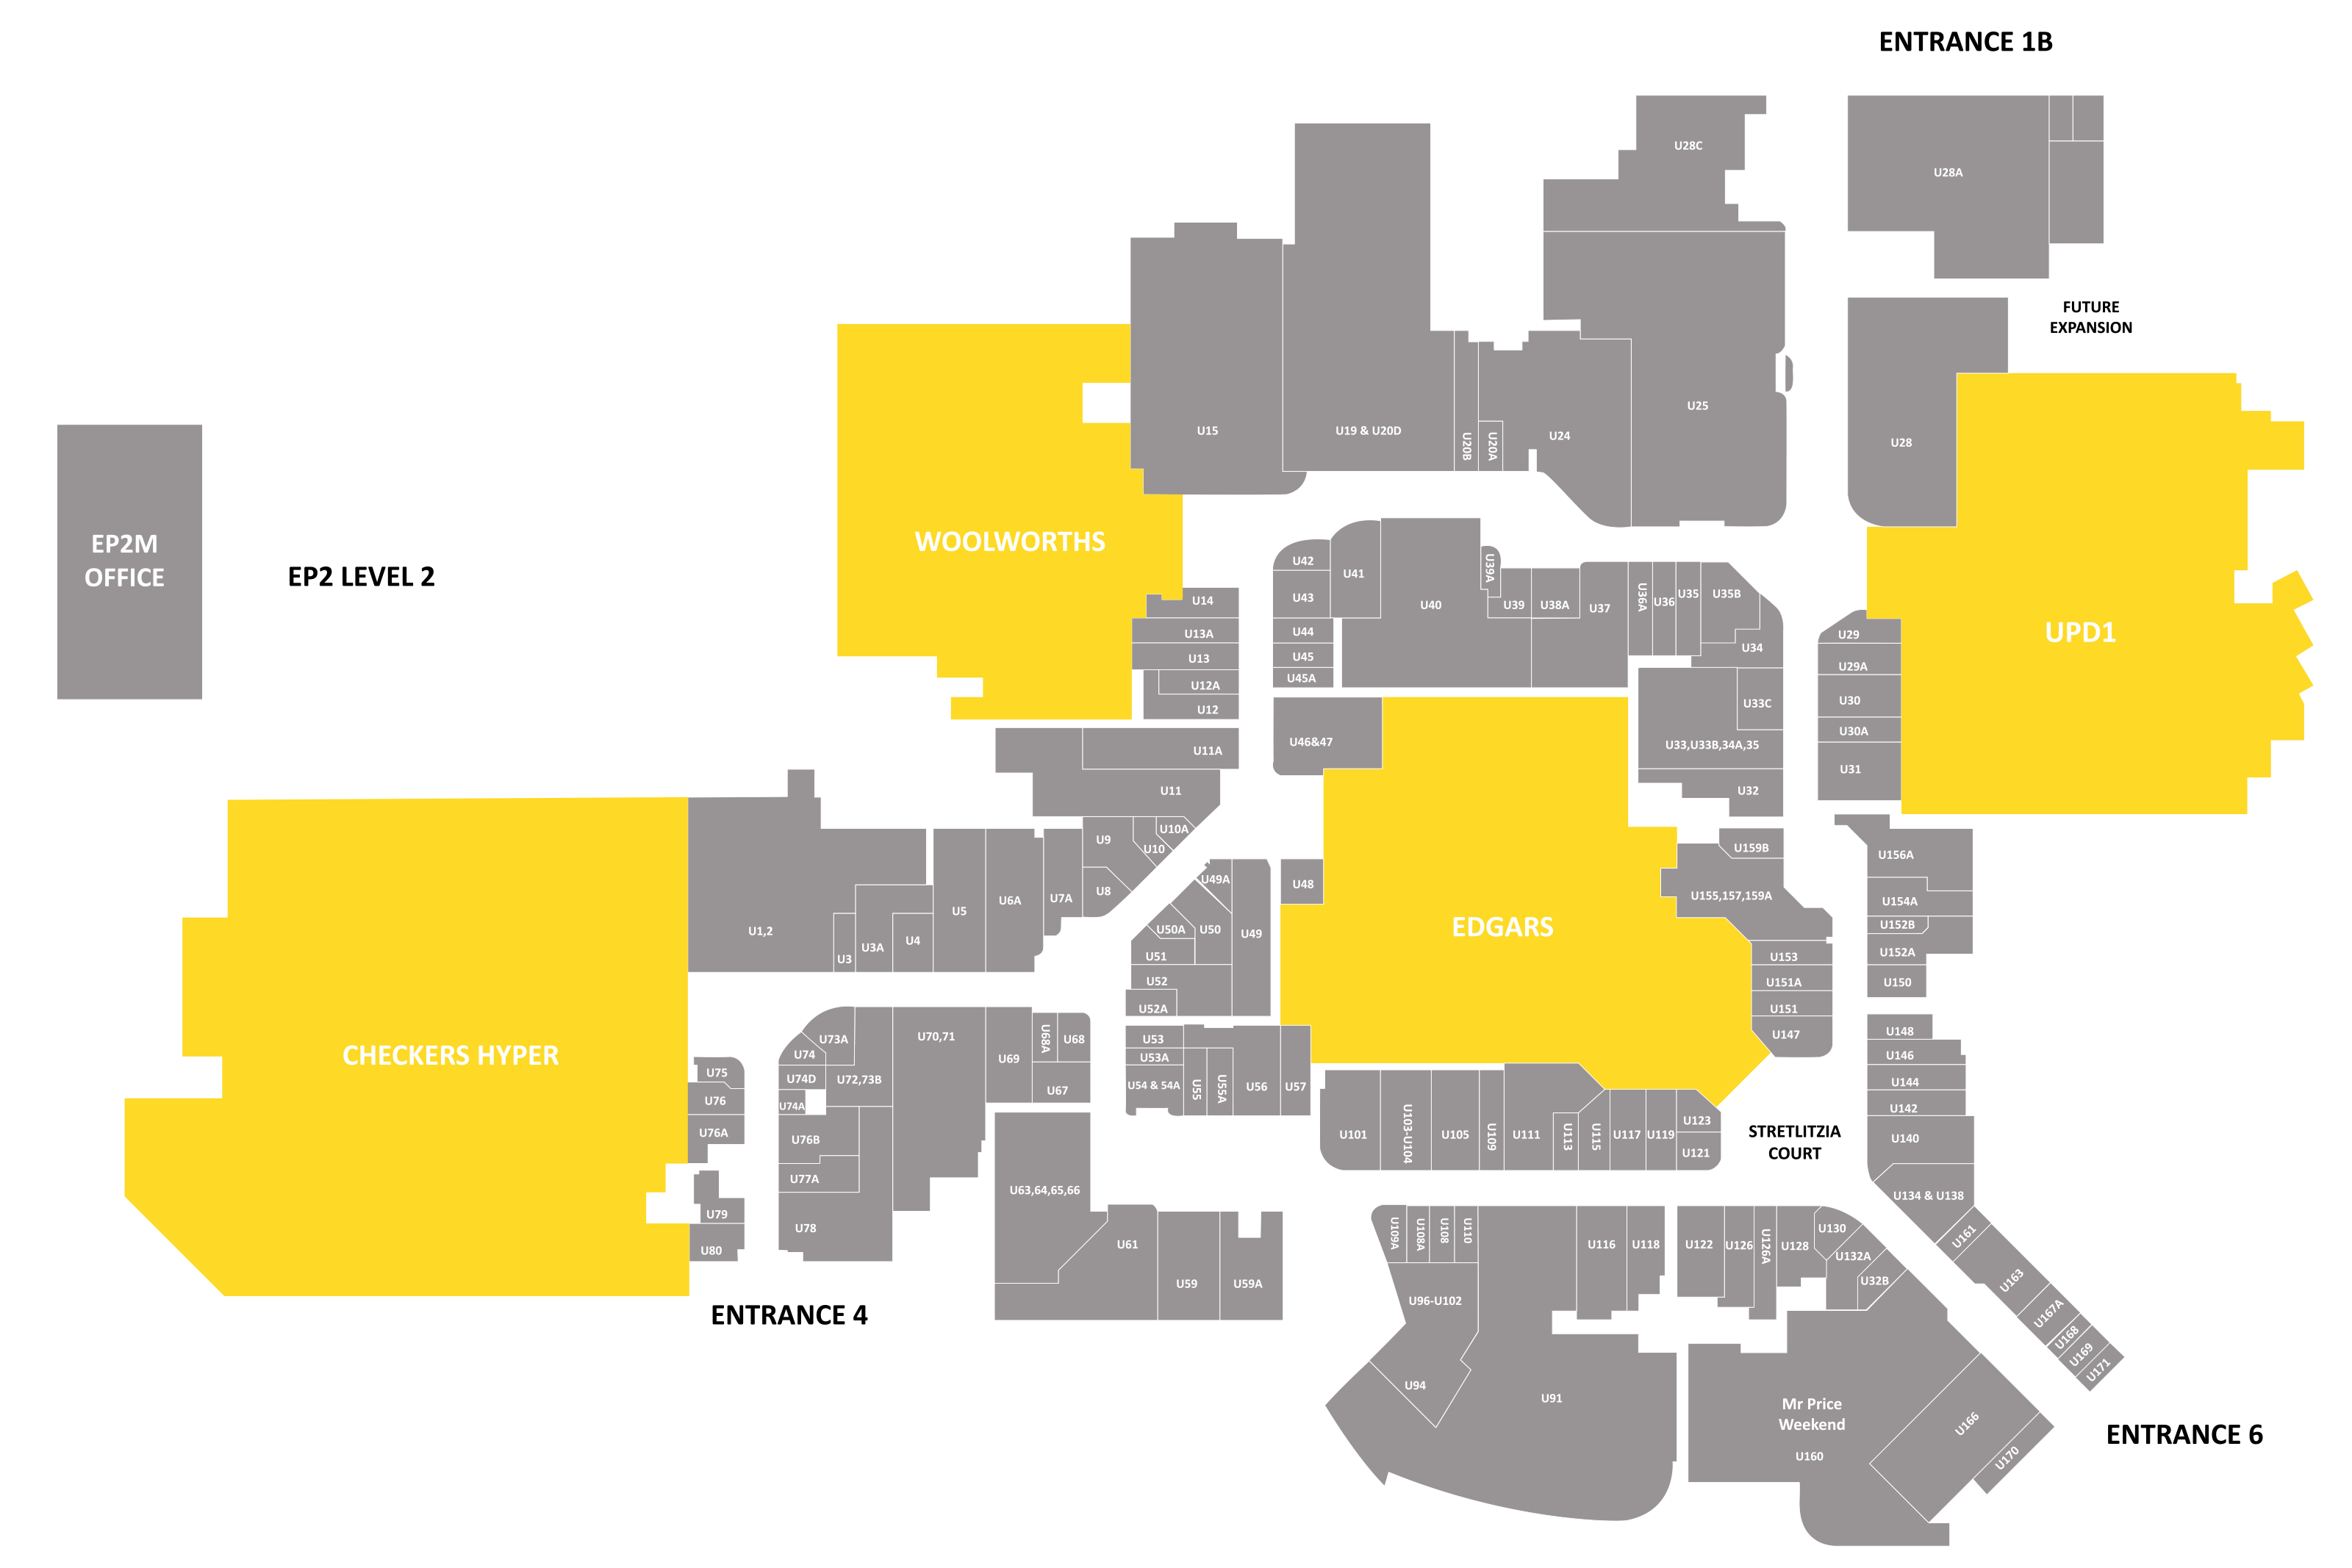 ENTRANCE 1B
U28C
U28A
FUTURE
EXPANSION
U15
U19 & U20D
U20B
U20A
U24
U25
U28
EP2M
OFFICE
EP2 LEVEL 2
WOOLWORTHS
U14
U13A
U13
U12A
U12
U11A
U11
U42
U43
U44
U45
U45A
U41
U40
U39A
U39
U38A
U37
U36A
U36
U35
U35B
U34
U33C
U33,U33B,34A,35
U32
U29
U29A
U30
U30A
U31
UPD1
U46&47
EDGARS
U48
U159B
U155,157,159A
U153
U151A
U151
U147
U156A
U154A
U152B
U152A
U150
U148
U146
U144
U142
U140
U134 & U138
CHECKERS HYPER
U1,2
U3
U3A
U4
U5
U6A
U7A
U8
U9
U10
U10A
U49A
U49
U50
U50A
U51
U52
U52A
U53
U53A
U54 & 54A
U55
U55A
U56
U57
U73A
U74
U74D
U74A
U72,73B
U70,71
U69
U68A
U68
U67
U75
U76
U76A
U76B
U77A
U78
U79
U80
U63,64,65,66
U61
U59
U59A
ENTRANCE 4
U101
U103-U104
U105
U109
U111
U113
U115
U117
U119
U123
U121
STRETLITZIA
COURT
U109A
U108A
U108
U110
U96-U102
U94
U91
U116
U118
U122
U126
U126A
U128
U130
U132A
U32B
U161
U163
U167A
U168
U169
U171
Mr Price
Weekend
U160
U166
U170
ENTRANCE 6